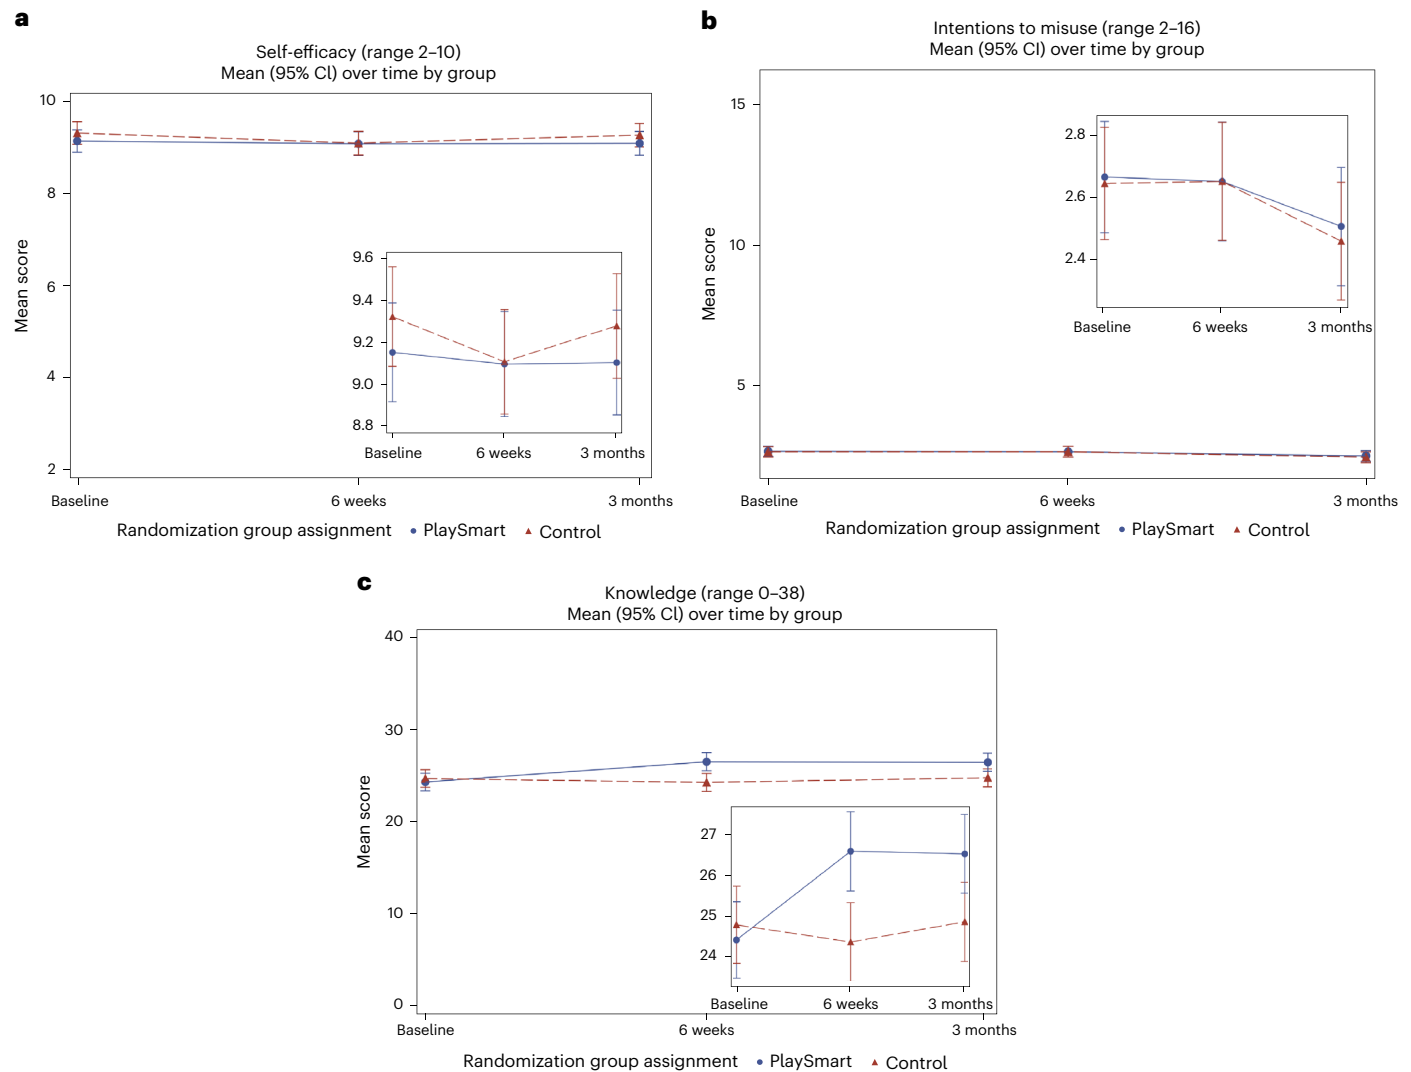 a
Self-efficacy (range 2–10)
Mean (95% CI) over time by group
Mean score
10
8
6
4
2
9.6
9.4
9.2
9.0
8.8
Baseline
6 weeks
3 months
Baseline
6 weeks
3 months
Randomization group assignment PlaySmart Control
b
Intentions to misuse (range 2–16)
Mean (95% CI) over time by group
Mean score
15
10
5
2.8
2.6
2.4
Baseline
6 weeks
3 months
Baseline
6 weeks
3 months
Randomization group assignment PlaySmart Control
c
Knowledge (range 0–38)
Mean (95% CI) over time by group
Mean score
40
30
20
10
0
27
26
25
24
Baseline
6 weeks
3 months
Baseline
6 weeks
3 months
Randomization group assignment PlaySmart Control